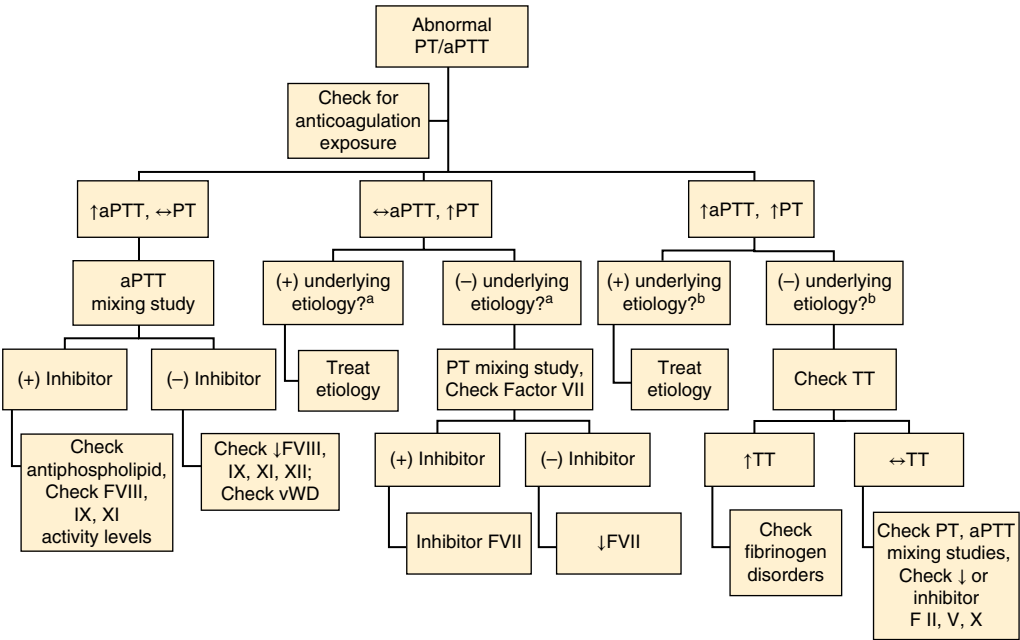 Abnormal
PT/aPTT
Check for
anticoagulation
exposure
↑aPTT, ↔PT
↔aPTT, ↑PT
↑aPTT, ↑PT
aPTT
mixing study
(+) underlying
etiology?ᵃ
(–) underlying
etiology?ᵃ
(+) underlying
etiology?ᵇ
(–) underlying
etiology?ᵇ
(+) Inhibitor
(–) Inhibitor
Treat
etiology
PT mixing study,
Check Factor VII
Treat
etiology
Check TT
Check
antiphospholipid,
Check FVIII,
IX, XI
activity levels
Check ↓FVIII,
IX, XI, XII;
Check vWD
(+) Inhibitor
(–) Inhibitor
↑TT
↔TT
Inhibitor FVII
↓FVII
Check
fibrinogen
disorders
Check PT, aPTT
mixing studies,
Check ↓ or
inhibitor
F II, V, X